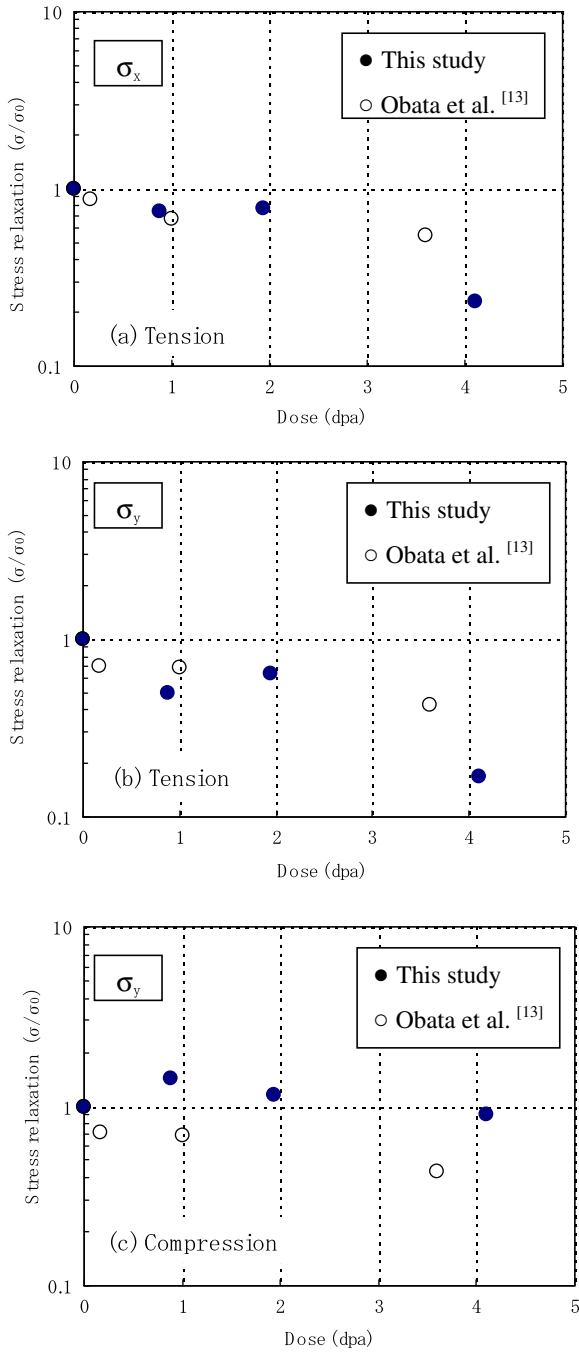 10
σx
This study
Obata et al. [13]
1
Stress relaxation (σ/σ0)
(a) Tension
0.1
0 1 2 3 4 5
Dose (dpa)
10
σy
This study
Obata et al. [13]
1
Stress relaxation (σ/σ0)
(b) Tension
0.1
0 1 2 3 4 5
Dose (dpa)
10
σy
This study
Obata et al. [13]
1
Stress relaxation (σ/σ0)
(c) Compression
0.1
0 1 2 3 4 5
Dose (dpa)